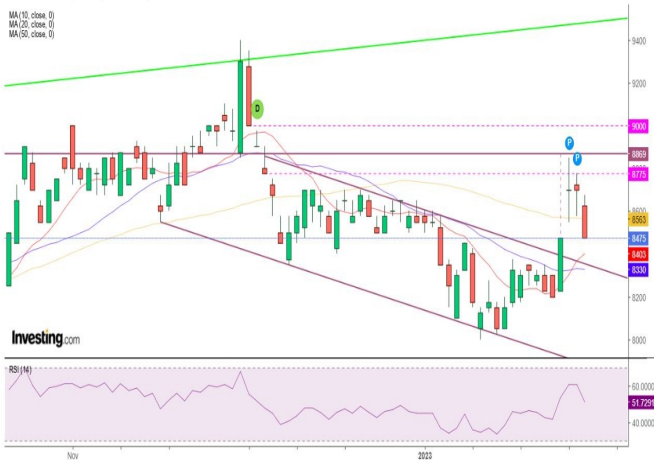 MA (10, close, 0)
MA (20, close, 0)
MA (50, close, 0)
9400
9200
D
9000
P
8869
P
8775
8600
8563
8475
8403
8330
8200
8000
Investing.com
RSI (14)
60.0000
51.7291
40.0000
Nov
2023